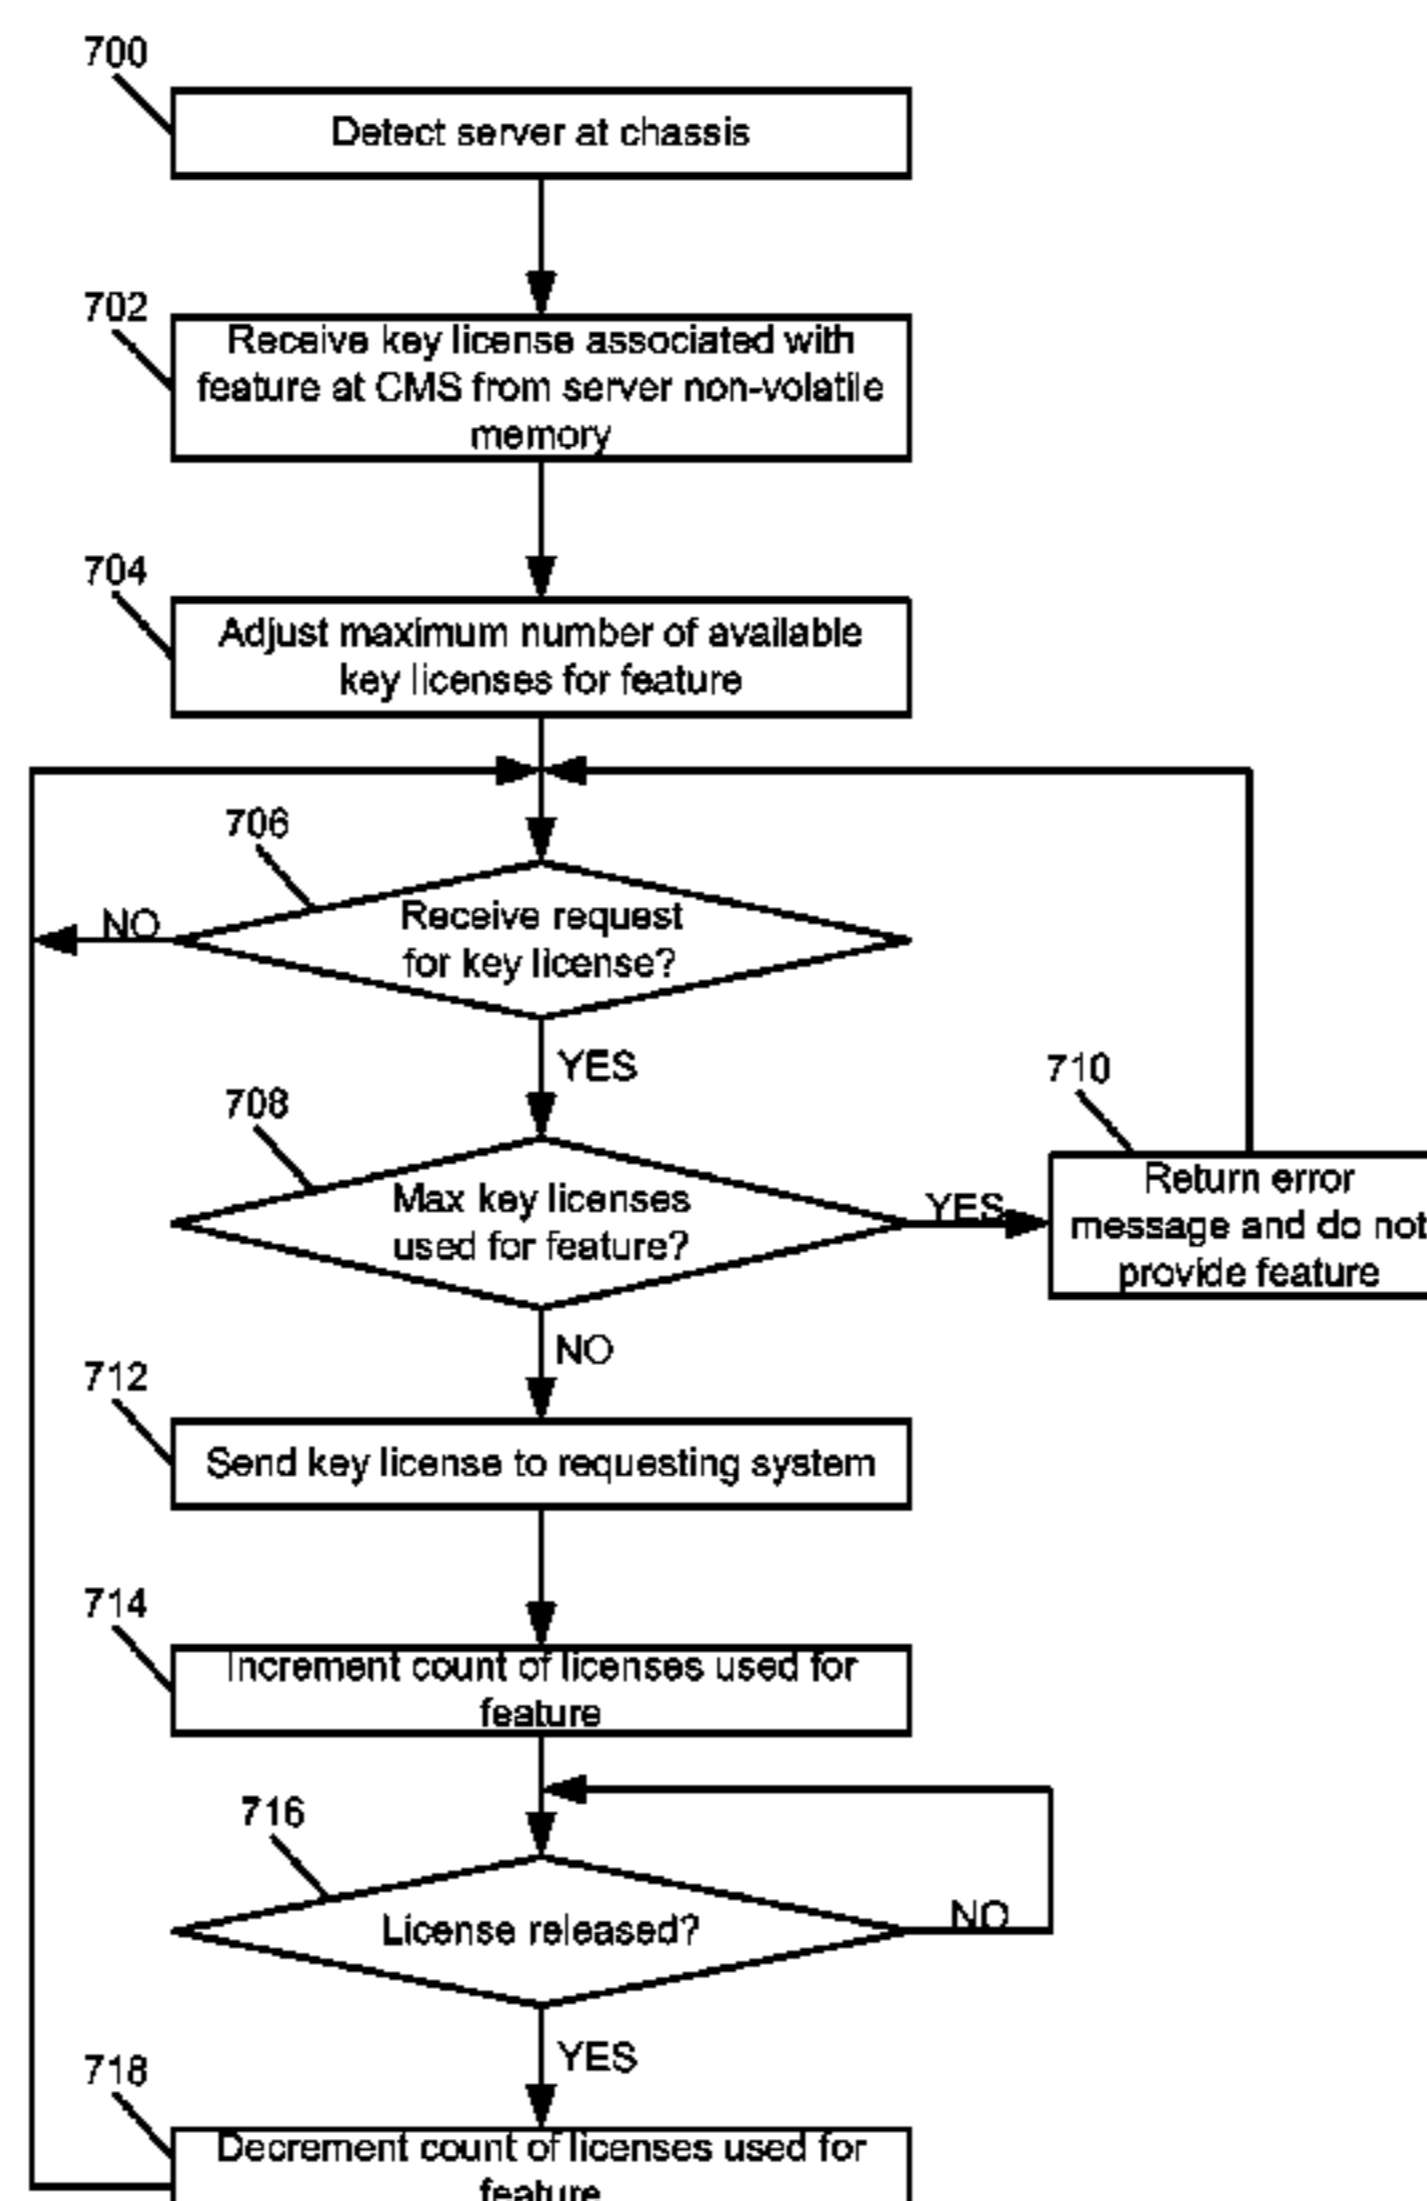 700
Detect server at chassis
702
Receive key license associated with
feature at CMS from server non-volatile
memory
704
Adjust maximum number of available
key licenses for feature
706
Receive request
for key license?
NO
YES
708
Max key licenses
used for feature?
YES
710
Return error
message and do not
provide feature
NO
712
Send key license to requesting system
714
Increment count of licenses used for
feature
716
License released?
NO
YES
718
Decrement count of licenses used for
feature